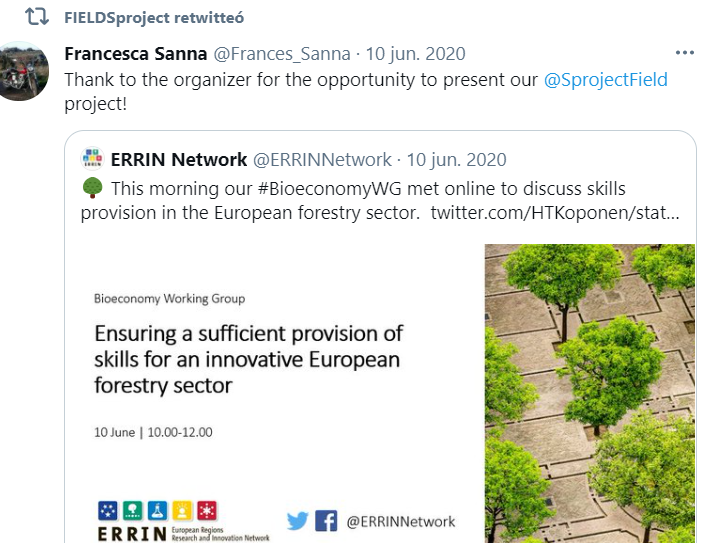 FIELDSproject retwitteó
Francesca Sanna @Frances_Sanna · 10 jun. 2020
Thank to the organizer for the opportunity to present our @SprojectField
project!
ERRIN Network @ERRINNetwork · 10 jun. 2020
This morning our #BioeconomyWG met online to discuss skills
provision in the European forestry sector. twitter.com/HTKoponen/stat...
Bioeconomy Working Group
Ensuring a sufficient provision of
skills for an innovative European
forestry sector
10 June | 10.00-12.00
ERRIN
European Regions
Research and Innovation Network
@ERRINNetwork